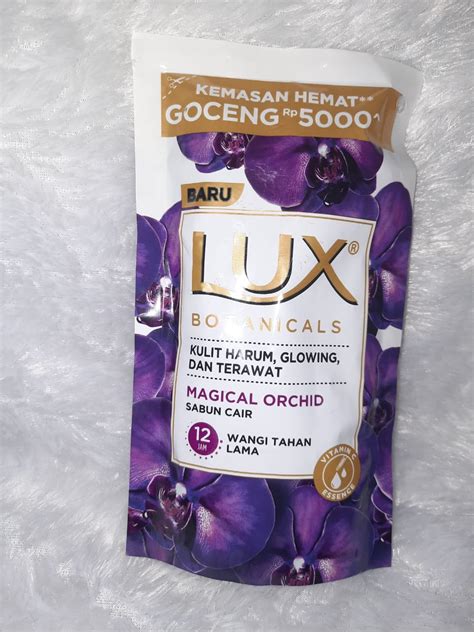 KEMASAN HEMAT**
GOCENG Rp5000^
BARU
LUX®
BOTANICALS
KULIT HARUM, GLOWING,
DAN TERAWAT
MAGICAL ORCHID
SABUN CAIR
12
JAM
WANGI TAHAN
LAMA
VITAMIN C
ESSENCE